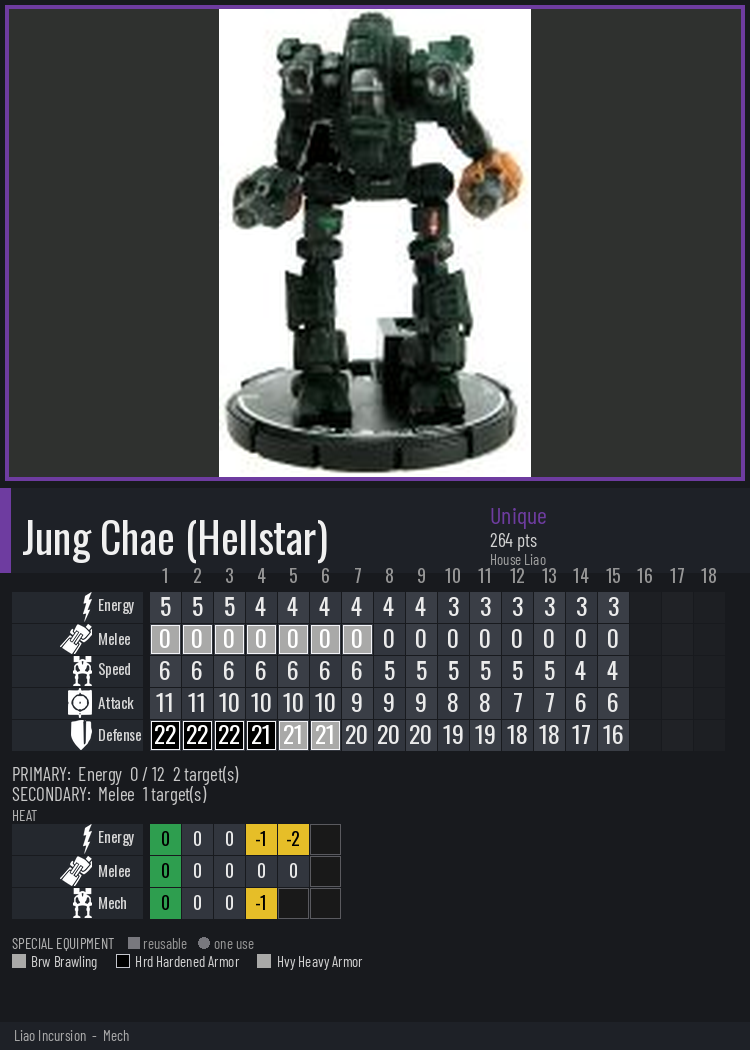 Jung Chae (Hellstar)
Unique
264 pts
House Liao
1 2 3 4 5 6 7 8 9 10 11 12 13 14 15 16 17 18
Energy 5 5 5 4 4 4 4 4 4 3 3 3 3 3 3
Melee 0 0 0 0 0 0 0 0 0 0 0 0 0 0 0
Speed 6 6 6 6 6 6 6 5 5 5 5 5 5 4 4
Attack 11 11 10 10 10 10 9 9 9 8 8 7 7 6 6
Defense 22 22 22 21 21 21 20 20 20 19 19 18 18 17 16
PRIMARY: Energy 0 / 12 2 target(s)
SECONDARY: Melee 1 target(s)
HEAT
Energy 0 0 0 -1 -2
Melee 0 0 0 0 0
Mech 0 0 0 -1
SPECIAL EQUIPMENT reusable one use
Brw Brawling Hrd Hardened Armor Hvy Heavy Armor
Liao Incursion - Mech